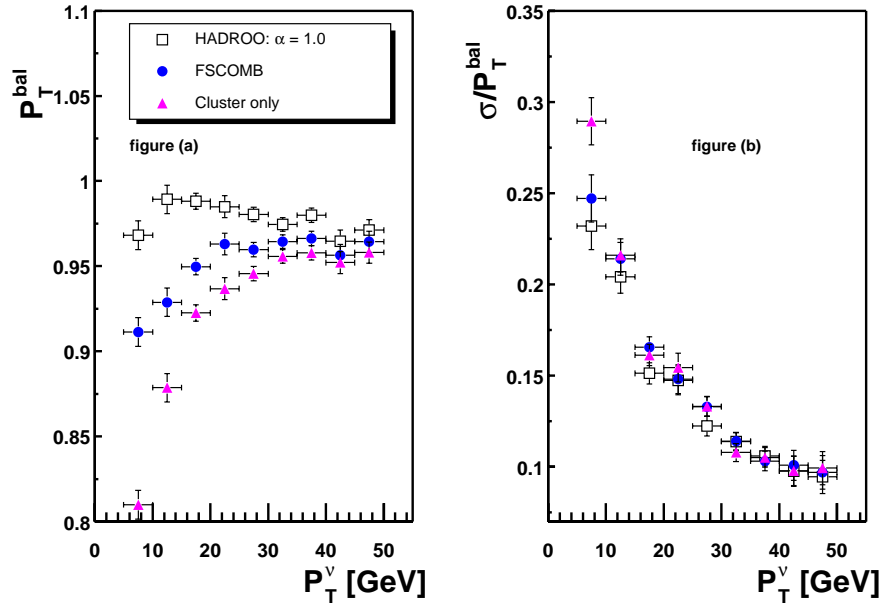 P_T^bal
1.1
1.05
1
0.95
0.9
0.85
0.8
HADROO: α = 1.0
FSCOMB
Cluster only
figure (a)
0 10 20 30 40 50
P_T^ν [GeV]
σ/P_T^bal
0.35
0.3
0.25
0.2
0.15
0.1
figure (b)
0 10 20 30 40 50
P_T^ν [GeV]